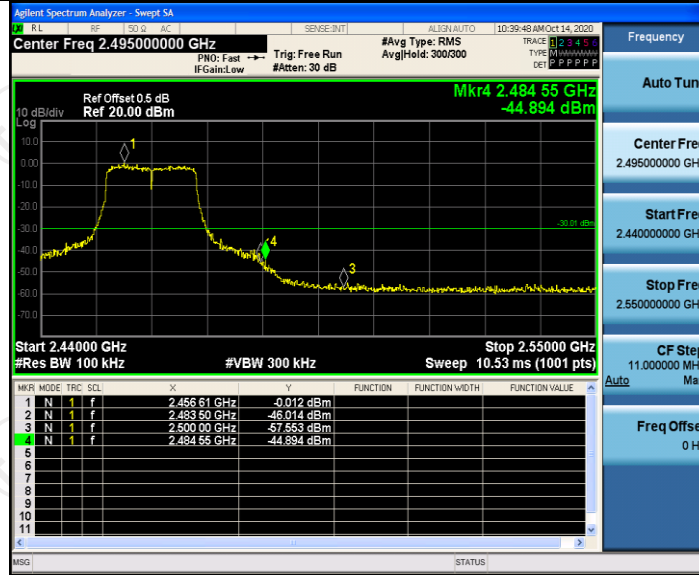 Agilent Spectrum Analyzer - Swept SA
RL RF 50 Ω AC SENSE:INT ALIGN AUTO 10:39:48 AM Oct 14, 2020
Center Freq 2.495000000 GHz
PNO: Fast
IFGain:Low
Trig: Free Run
#Atten: 30 dB
#Avg Type: RMS
Avg|Hold: 300/300
TRACE 1 2 3 4 5 6
TYPE M
DET P P P P P P
Ref Offset 0.5 dB
Ref 20.00 dBm
10 dB/div
Log
Mkr4 2.484 55 GHz
-44.894 dBm
10.0
0.00
-10.0
-20.0
-30.0
-40.0
-50.0
-60.0
-70.0
1
4
3
-30.01 dBm
Start 2.44000 GHz
Stop 2.55000 GHz
#Res BW 100 kHz
#VBW 300 kHz
Sweep 10.53 ms (1001 pts)
MKR MODE TRC SCL X Y FUNCTION FUNCTION WIDTH FUNCTION VALUE
1 N 1 f 2.456 61 GHz -0.012 dBm
2 N 1 f 2.483 50 GHz -46.014 dBm
3 N 1 f 2.500 00 GHz -57.553 dBm
4 N 1 f 2.484 55 GHz -44.894 dBm
5
6
7
8
9
10
11
MSG
STATUS
Frequency
Auto Tun
Center Fre
2.495000000 GH
Start Fre
2.440000000 GH
Stop Fre
2.550000000 GH
CF Ste
11.000000 MH
Auto Ma
Freq Offse
0 H